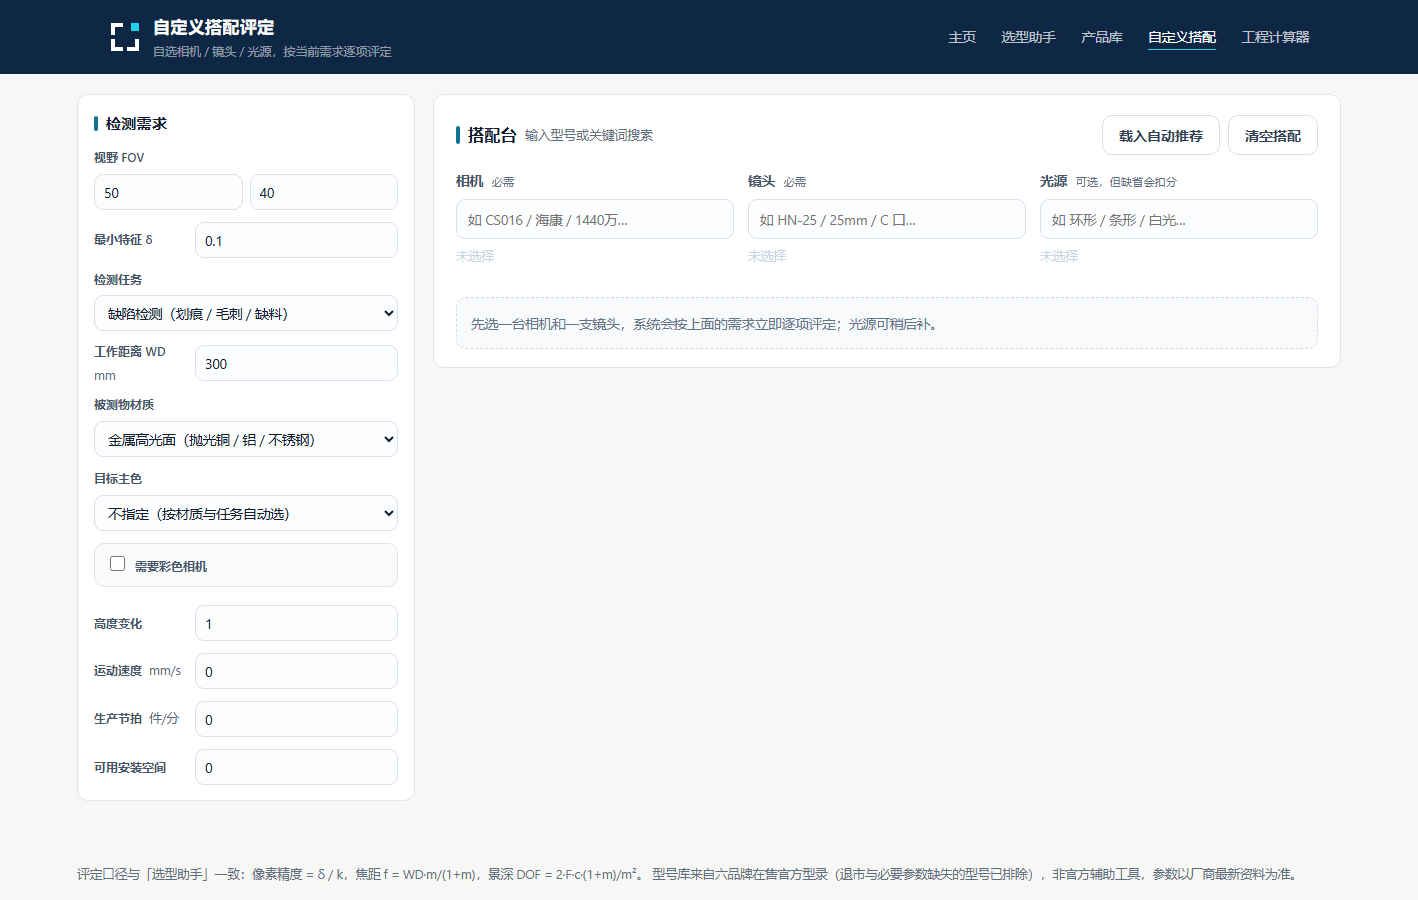 自定义搭配评定
自选相机 / 镜头 / 光源，按当前需求逐项评定
主页
选型助手
产品库
自定义搭配
工程计算器
检测需求
视野 FOV
50
40
最小特征 δ
0.1
检测任务
缺陷检测（划痕 / 毛刺 / 缺料）
工作距离 WD
mm
300
被测物材质
金属高光面（抛光铜 / 铝 / 不锈钢）
目标主色
不指定（按材质与任务自动选）
需要彩色相机
高度变化
1
运动速度 mm/s
0
生产节拍 件/分
0
可用安装空间
0
搭配台 输入型号或关键词搜索
载入自动推荐
清空搭配
相机 必需
如 CS016 / 海康 / 1440万...
未选择
镜头 必需
如 HN-25 / 25mm / C 口...
未选择
光源 可选，但缺省会扣分
如 环形 / 条形 / 白光...
未选择
先选一台相机和一支镜头，系统会按上面的需求立即逐项评定；光源可稍后补。
评定口径与「选型助手」一致：像素精度 = δ / k，焦距 f = WD·m/(1+m)，景深 DOF = 2·F·c·(1+m)/m²。 型号库来自六品牌在售官方型录（退市与必要参数缺失的型号已排除），非官方辅助工具，参数以厂商最新资料为准。